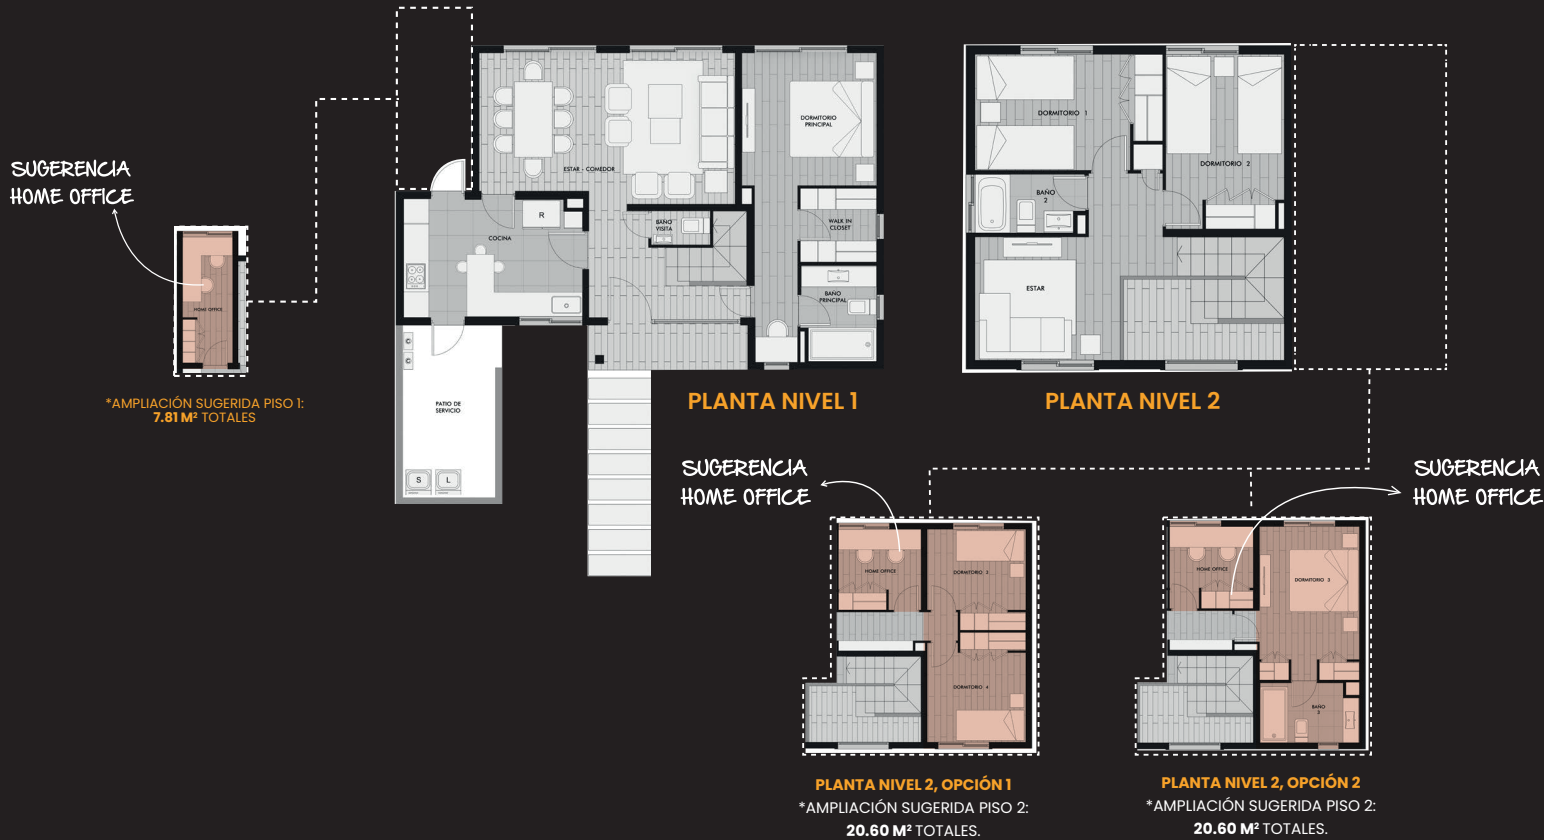 SUGERENCIA
HOME OFFICE
HOME OFFICE
*AMPLIACIÓN SUGERIDA PISO 1:
7.81 M² TOTALES
ESTAR - COMEDOR
DORMITORIO
PRINCIPAL
COCINA
R
BAÑO
VISITA
WALK IN
CLOSET
BAÑO
PRINCIPAL
PATIO DE
SERVICIO
S
L
PLANTA NIVEL 1
DORMITORIO 1
DORMITORIO 2
BAÑO
2
ESTAR
PLANTA NIVEL 2
SUGERENCIA
HOME OFFICE
HOME OFFICE
DORMITORIO 3
DORMITORIO 4
PLANTA NIVEL 2, OPCIÓN 1
*AMPLIACIÓN SUGERIDA PISO 2:
20.60 M² TOTALES.
SUGERENCIA
HOME OFFICE
HOME OFFICE
DORMITORIO 3
BAÑO
3
PLANTA NIVEL 2, OPCIÓN 2
*AMPLIACIÓN SUGERIDA PISO 2:
20.60 M² TOTALES.